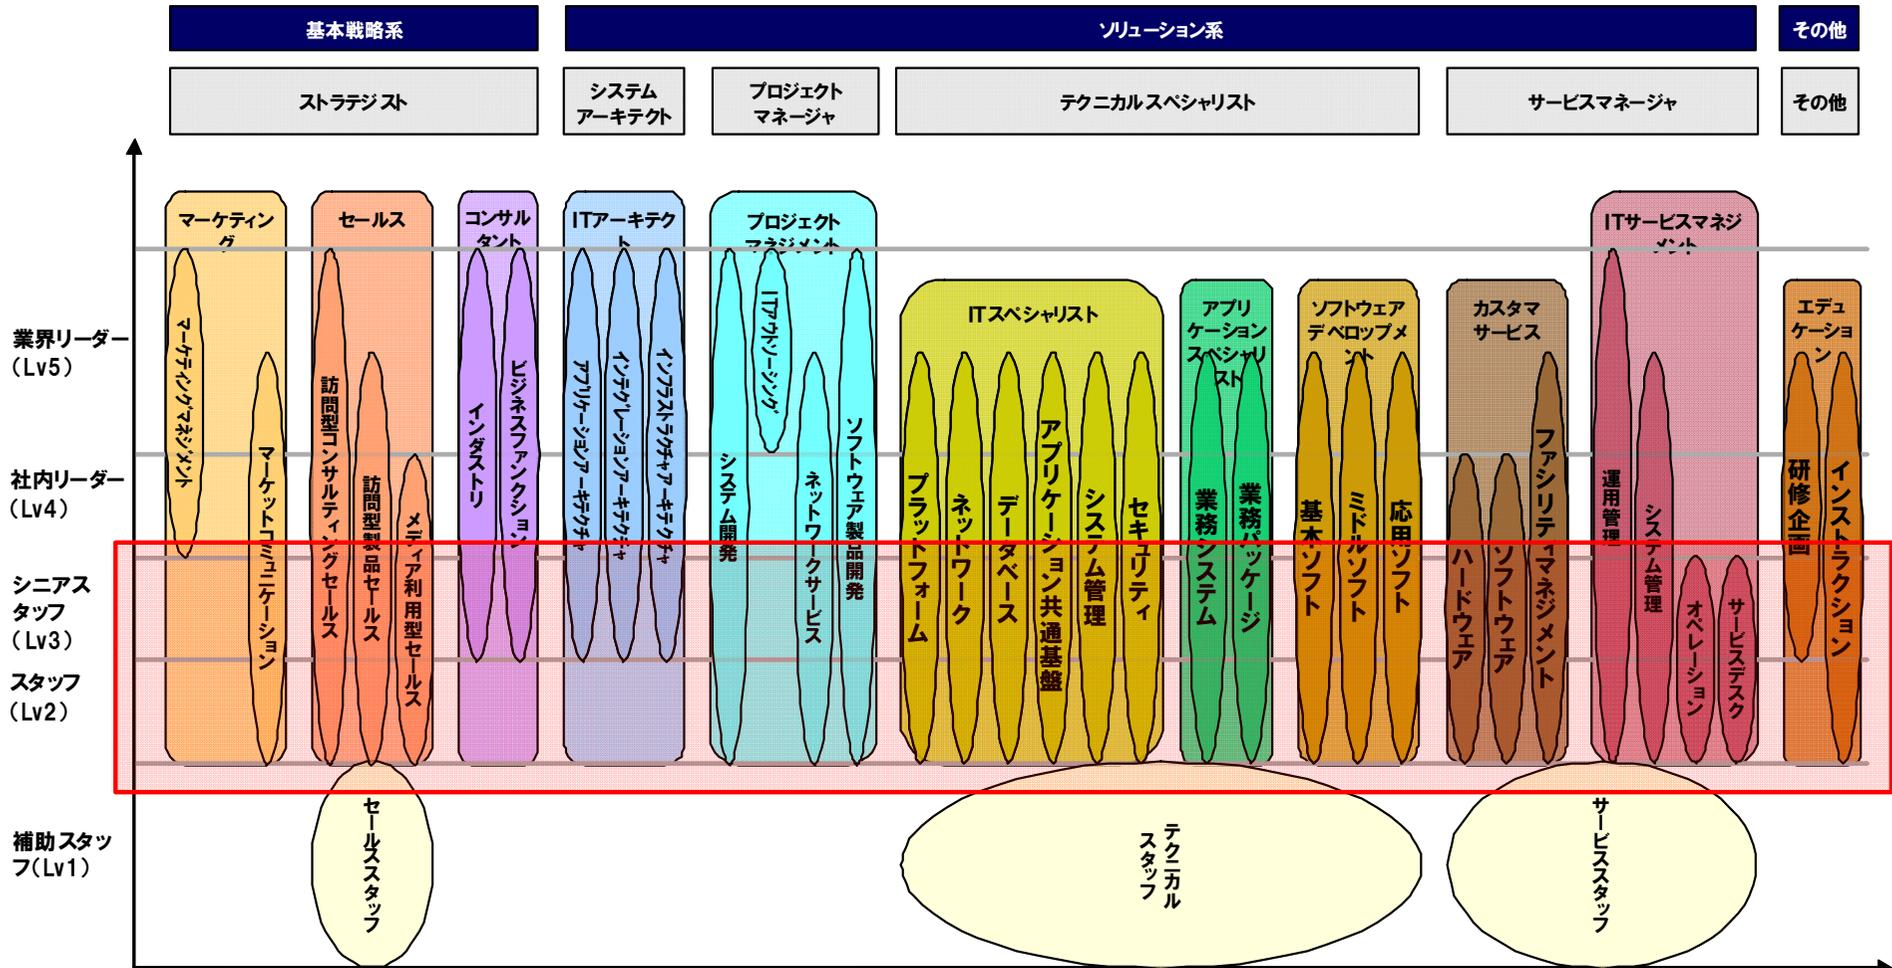 基本戦略系
ソリューション系
その他
ストラテジスト
システム
アーキテクト
プロジェクト
マネージャ
テクニカルスペシャリスト
サービスマネージャ
その他
マーケティン
グ
セールス
コンサル
タント
ITアーキテク
ト
プロジェクト
マネジメント
ITスペシャリスト
アプリ
ケーション
スペシャリ
スト
ソフトウェア
デベロップメ
ント
カスタマ
サービス
ITサービスマネジ
メント
エデュ
ケーショ
ン
業界リーダー
(Lv5)
社内リーダー
(Lv4)
シニアス
タッフ
(Lv3)
スタッフ
(Lv2)
補助スタッ
フ(Lv1)
マーケティングマネジメント
マーケットコミュニケーション
訪問型コンサルティングセールス
訪問型製品セールス
メディア利用型セールス
インダストリ
ビジネスファンクション
アプリケーションアーキテクチャ
インテグレーションアーキテクチャ
インフラストラクチャアーキテクチャ
システム開発
ITアウトソーシング
ネットワークサービス
ソフトウェア製品開発
プラットフォーム
ネットワーク
データベース
アプリケーション共通基盤
システム管理
セキュリティ
業務システム
業務パッケージ
基本ソフト
ミドルソフト
応用ソフト
ハードウェア
ソフトウェア
ファシリティマネジメント
運用管理
システム管理
オペレーション
サービスデスク
研修企画
インストラクション
セールススタッフ
テクニカル
スタッフ
サービススタッフ